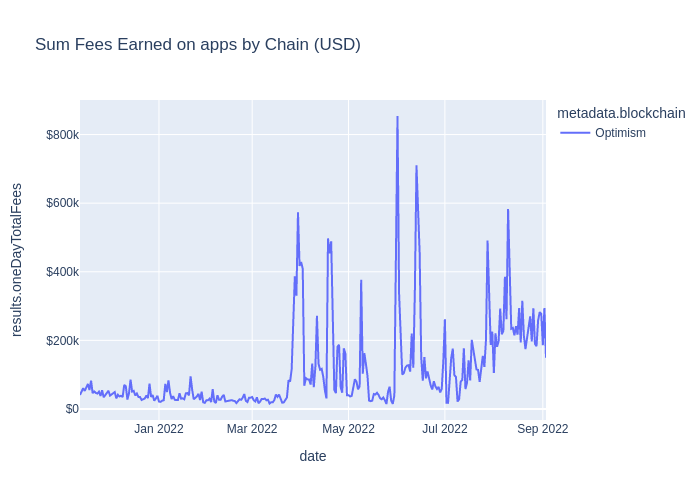 Sum Fees Earned on apps by Chain (USD)
metadata.blockchain
Optimism
results.oneDayTotalFees
$800k
$600k
$400k
$200k
$0
Jan 2022
Mar 2022
May 2022
Jul 2022
Sep 2022
date